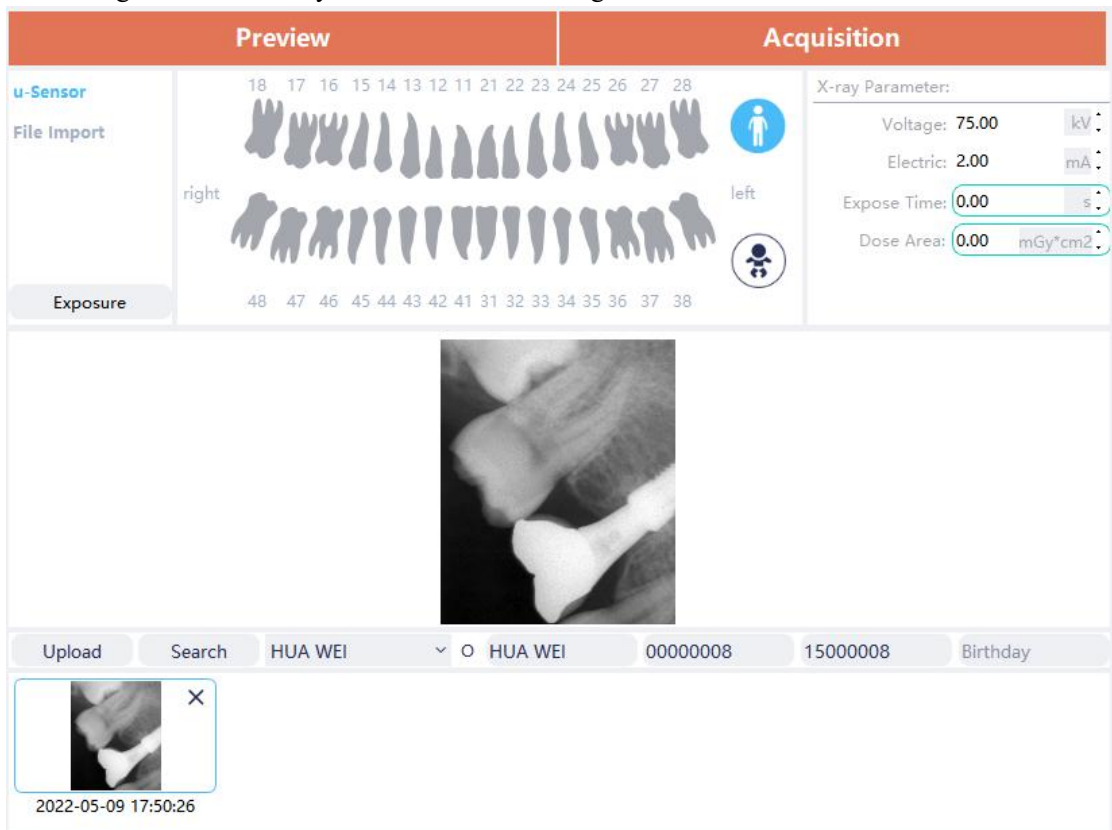 Preview Acquisition
u-Sensor
File Import
Exposure
18 17 16 15 14 13 12 11 21 22 23 24 25 26 27 28
right left
48 47 46 45 44 43 42 41 31 32 33 34 35 36 37 38
X-ray Parameter:
Voltage: 75.00 kV
Electric: 2.00 mA
Expose Time: 0.00 s
Dose Area: 0.00 mGy*cm2
Upload Search HUA WEI O HUA WEI 00000008 15000008 Birthday
2022-05-09 17:50:26